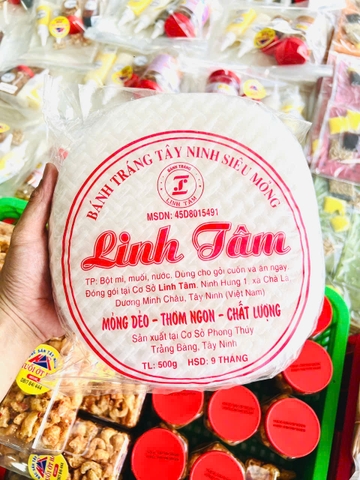 BÁNH TRÁNG TÂY NINH SIÊU MỎNG
BÁNH TRÁNG
LINH TÂM
MSDN: 45D8015491
Linh Tâm
TP: Bột mì, muối, nước. Dùng cho gỏi cuốn và ăn ngay.
Đóng gói tại Cơ Sở Linh Tâm. Ninh Hưng 1, xã Chà Là,
Dương Minh Châu, Tây Ninh (Việt Nam)
MỎNG DẺO - THƠM NGON - CHẤT LƯỢNG
Sản xuất tại Cơ Sở Phong Thủy
Trảng Bàng, Tây Ninh
TL: 500g HSD: 9 THÁNG